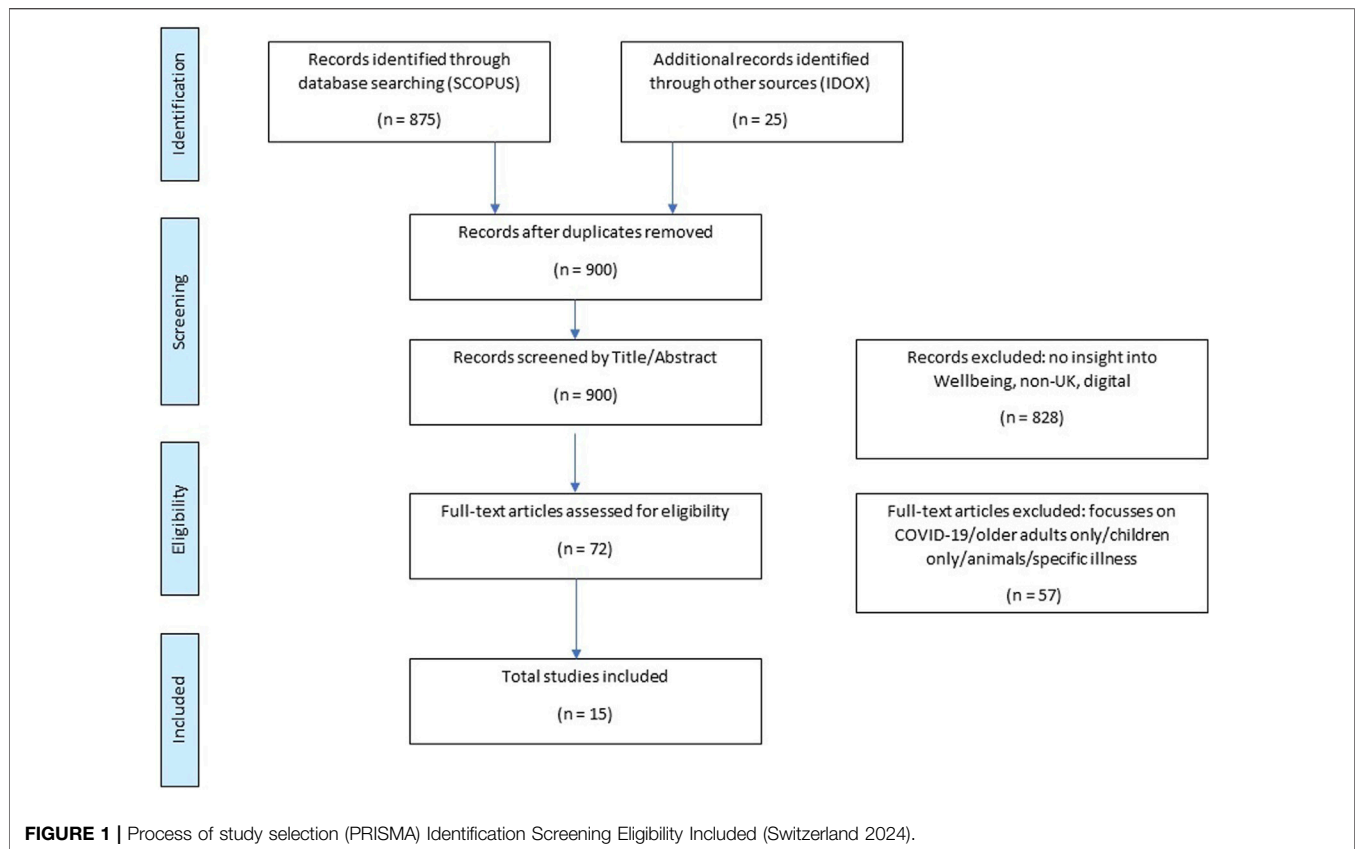 Identification
Records identified through
database searching (SCOPUS)
(n = 875)
Additional records identified
through other sources (IDOX)
(n = 25)
Screening
Records after duplicates removed
(n = 900)
Records screened by Title/Abstract
(n = 900)
Records excluded: no insight into
Wellbeing, non-UK, digital
(n = 828)
Eligibility
Full-text articles assessed for eligibility
(n = 72)
Full-text articles excluded: focusses on
COVID-19/older adults only/children
only/animals/specific illness
(n = 57)
Included
Total studies included
(n = 15)
FIGURE 1 | Process of study selection (PRISMA) Identification Screening Eligibility Included (Switzerland 2024).